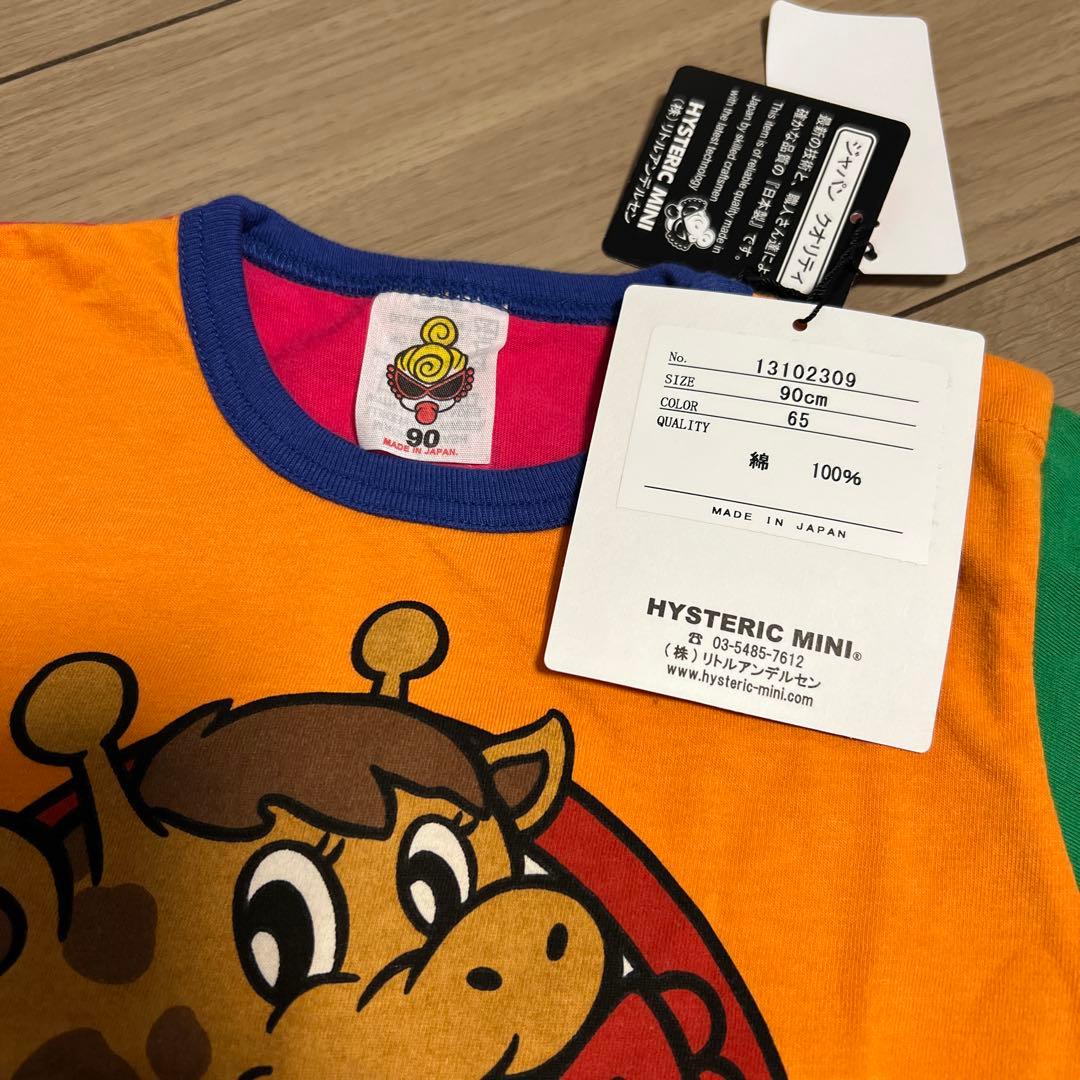 ジャパン クオリティ
最新の技術と、職人さん達によ
確かな品質の『日本製』です。
This item is of reliable quality made in
Japan by skilled craftsmen
with the latest technology
HYSTERIC MINI
(株)リトルアンデルセン
90
MADE IN JAPAN.
No. 13102309
SIZE 90cm
COLOR 65
QUALITY
綿 100%
MADE IN JAPAN
HYSTERIC MINI®
☎ 03-5485-7612
(株)リトルアンデルセン
www.hysteric-mini.com